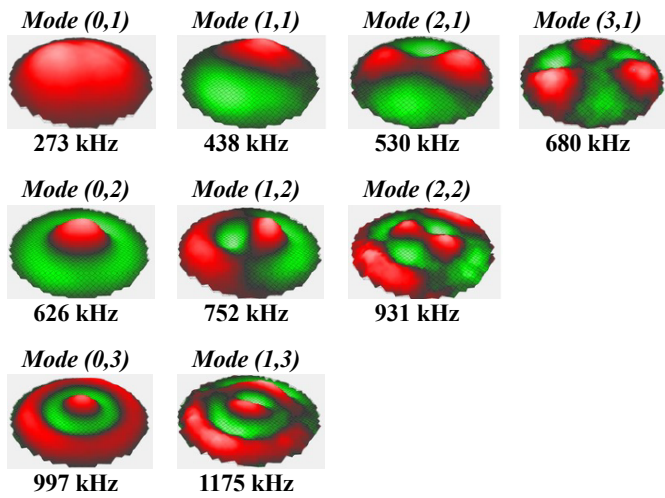 Mode (0,1) Mode (1,1) Mode (2,1) Mode (3,1)
273 kHz 438 kHz 530 kHz 680 kHz
Mode (0,2) Mode (1,2) Mode (2,2)
626 kHz 752 kHz 931 kHz
Mode (0,3) Mode (1,3)
997 kHz 1175 kHz